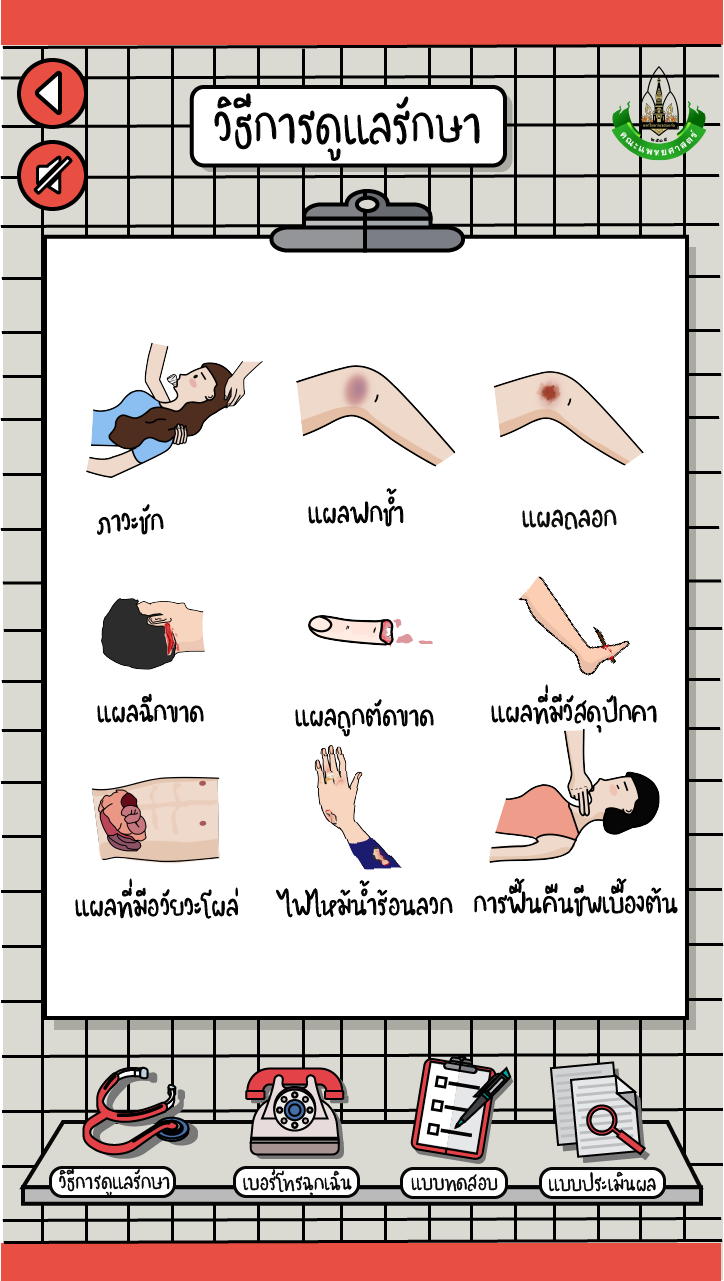 วิธีการดูแลรักษา
คณะแพทยศาสตร์
ภาวะชัก
แผลฟกช้ำ
แผลถลอก
แผลฉีกขาด
แผลถูกตัดขาด
แผลที่มีวัสดุปักคา
แผลที่มีอวัยวะโผล่
ไฟไหม้น้ำร้อนลวก
การฟื้นคืนชีพเบื้องต้น
วิธีการดูแลรักษา
เบอร์โทรฉุกเฉิน
แบบทดสอบ
แบบประเมินผล